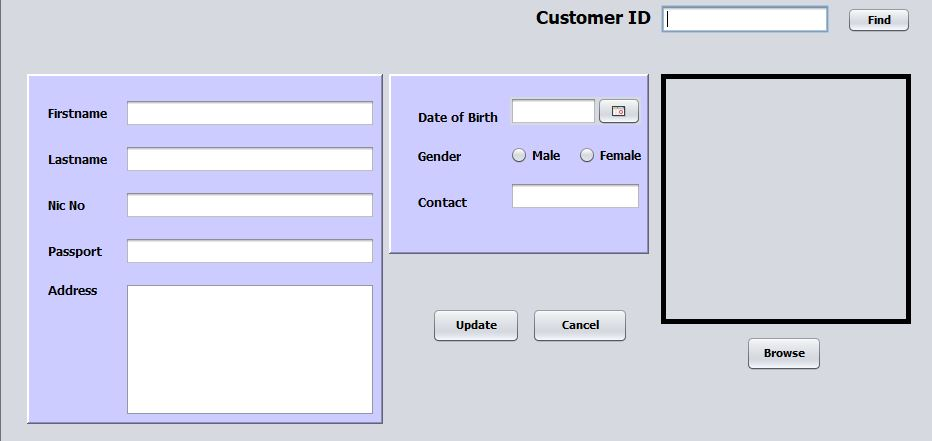 Customer ID Find
Firstname
Lastname
Nic No
Passport
Address
Date of Birth
Gender Male Female
Contact
Update Cancel
Browse